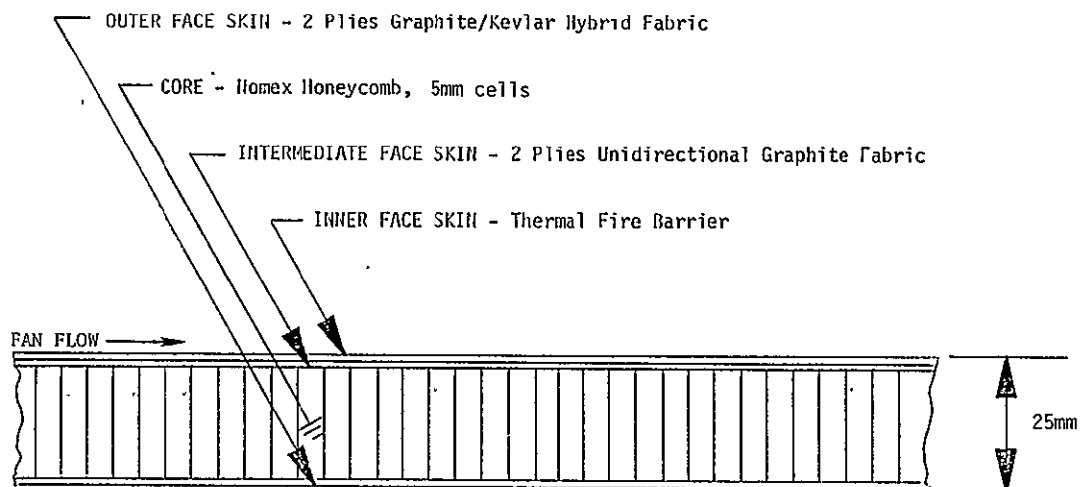 OUTER FACE SKIN - 2 Plies Graphite/Kevlar Hybrid Fabric
CORE - Nomex Honeycomb, 5mm cells
INTERMEDIATE FACE SKIN - 2 Plies Unidirectional Graphite Fabric
INNER FACE SKIN - Thermal Fire Barrier
FAN FLOW
25mm